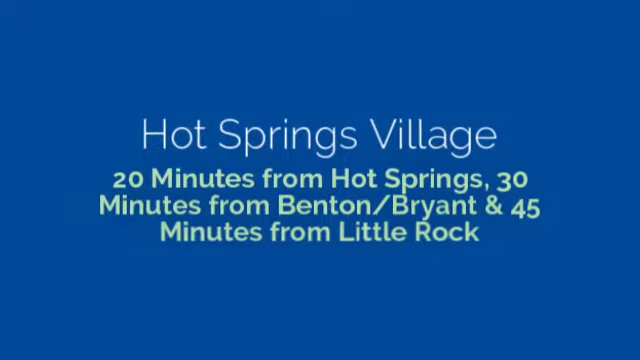 Hot Springs Village
20 Minutes from Hot Springs, 30
Minutes from Benton/Bryant & 45
Minutes from Little Rock